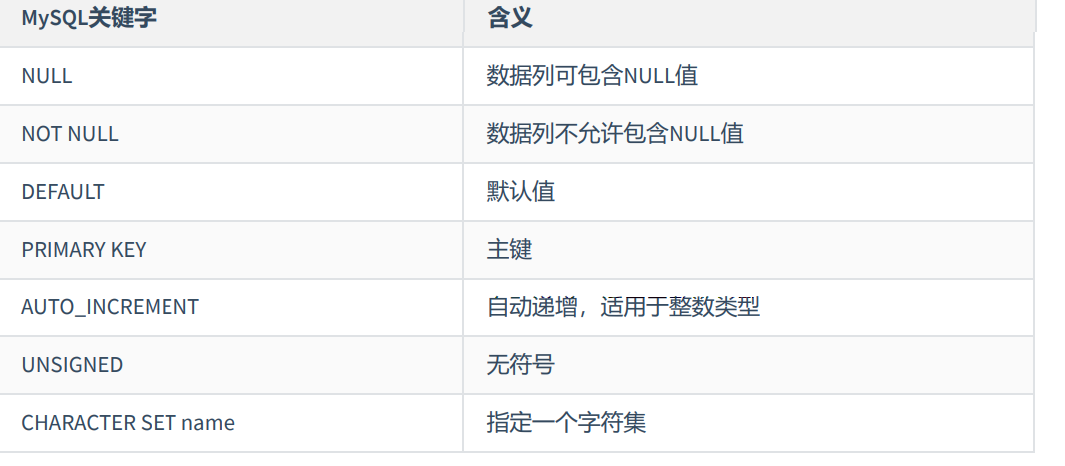 MySQL关键字 含义
NULL 数据列可包含NULL值
NOT NULL 数据列不允许包含NULL值
DEFAULT 默认值
PRIMARY KEY 主键
AUTO_INCREMENT 自动递增，适用于整数类型
UNSIGNED 无符号
CHARACTER SET name 指定一个字符集